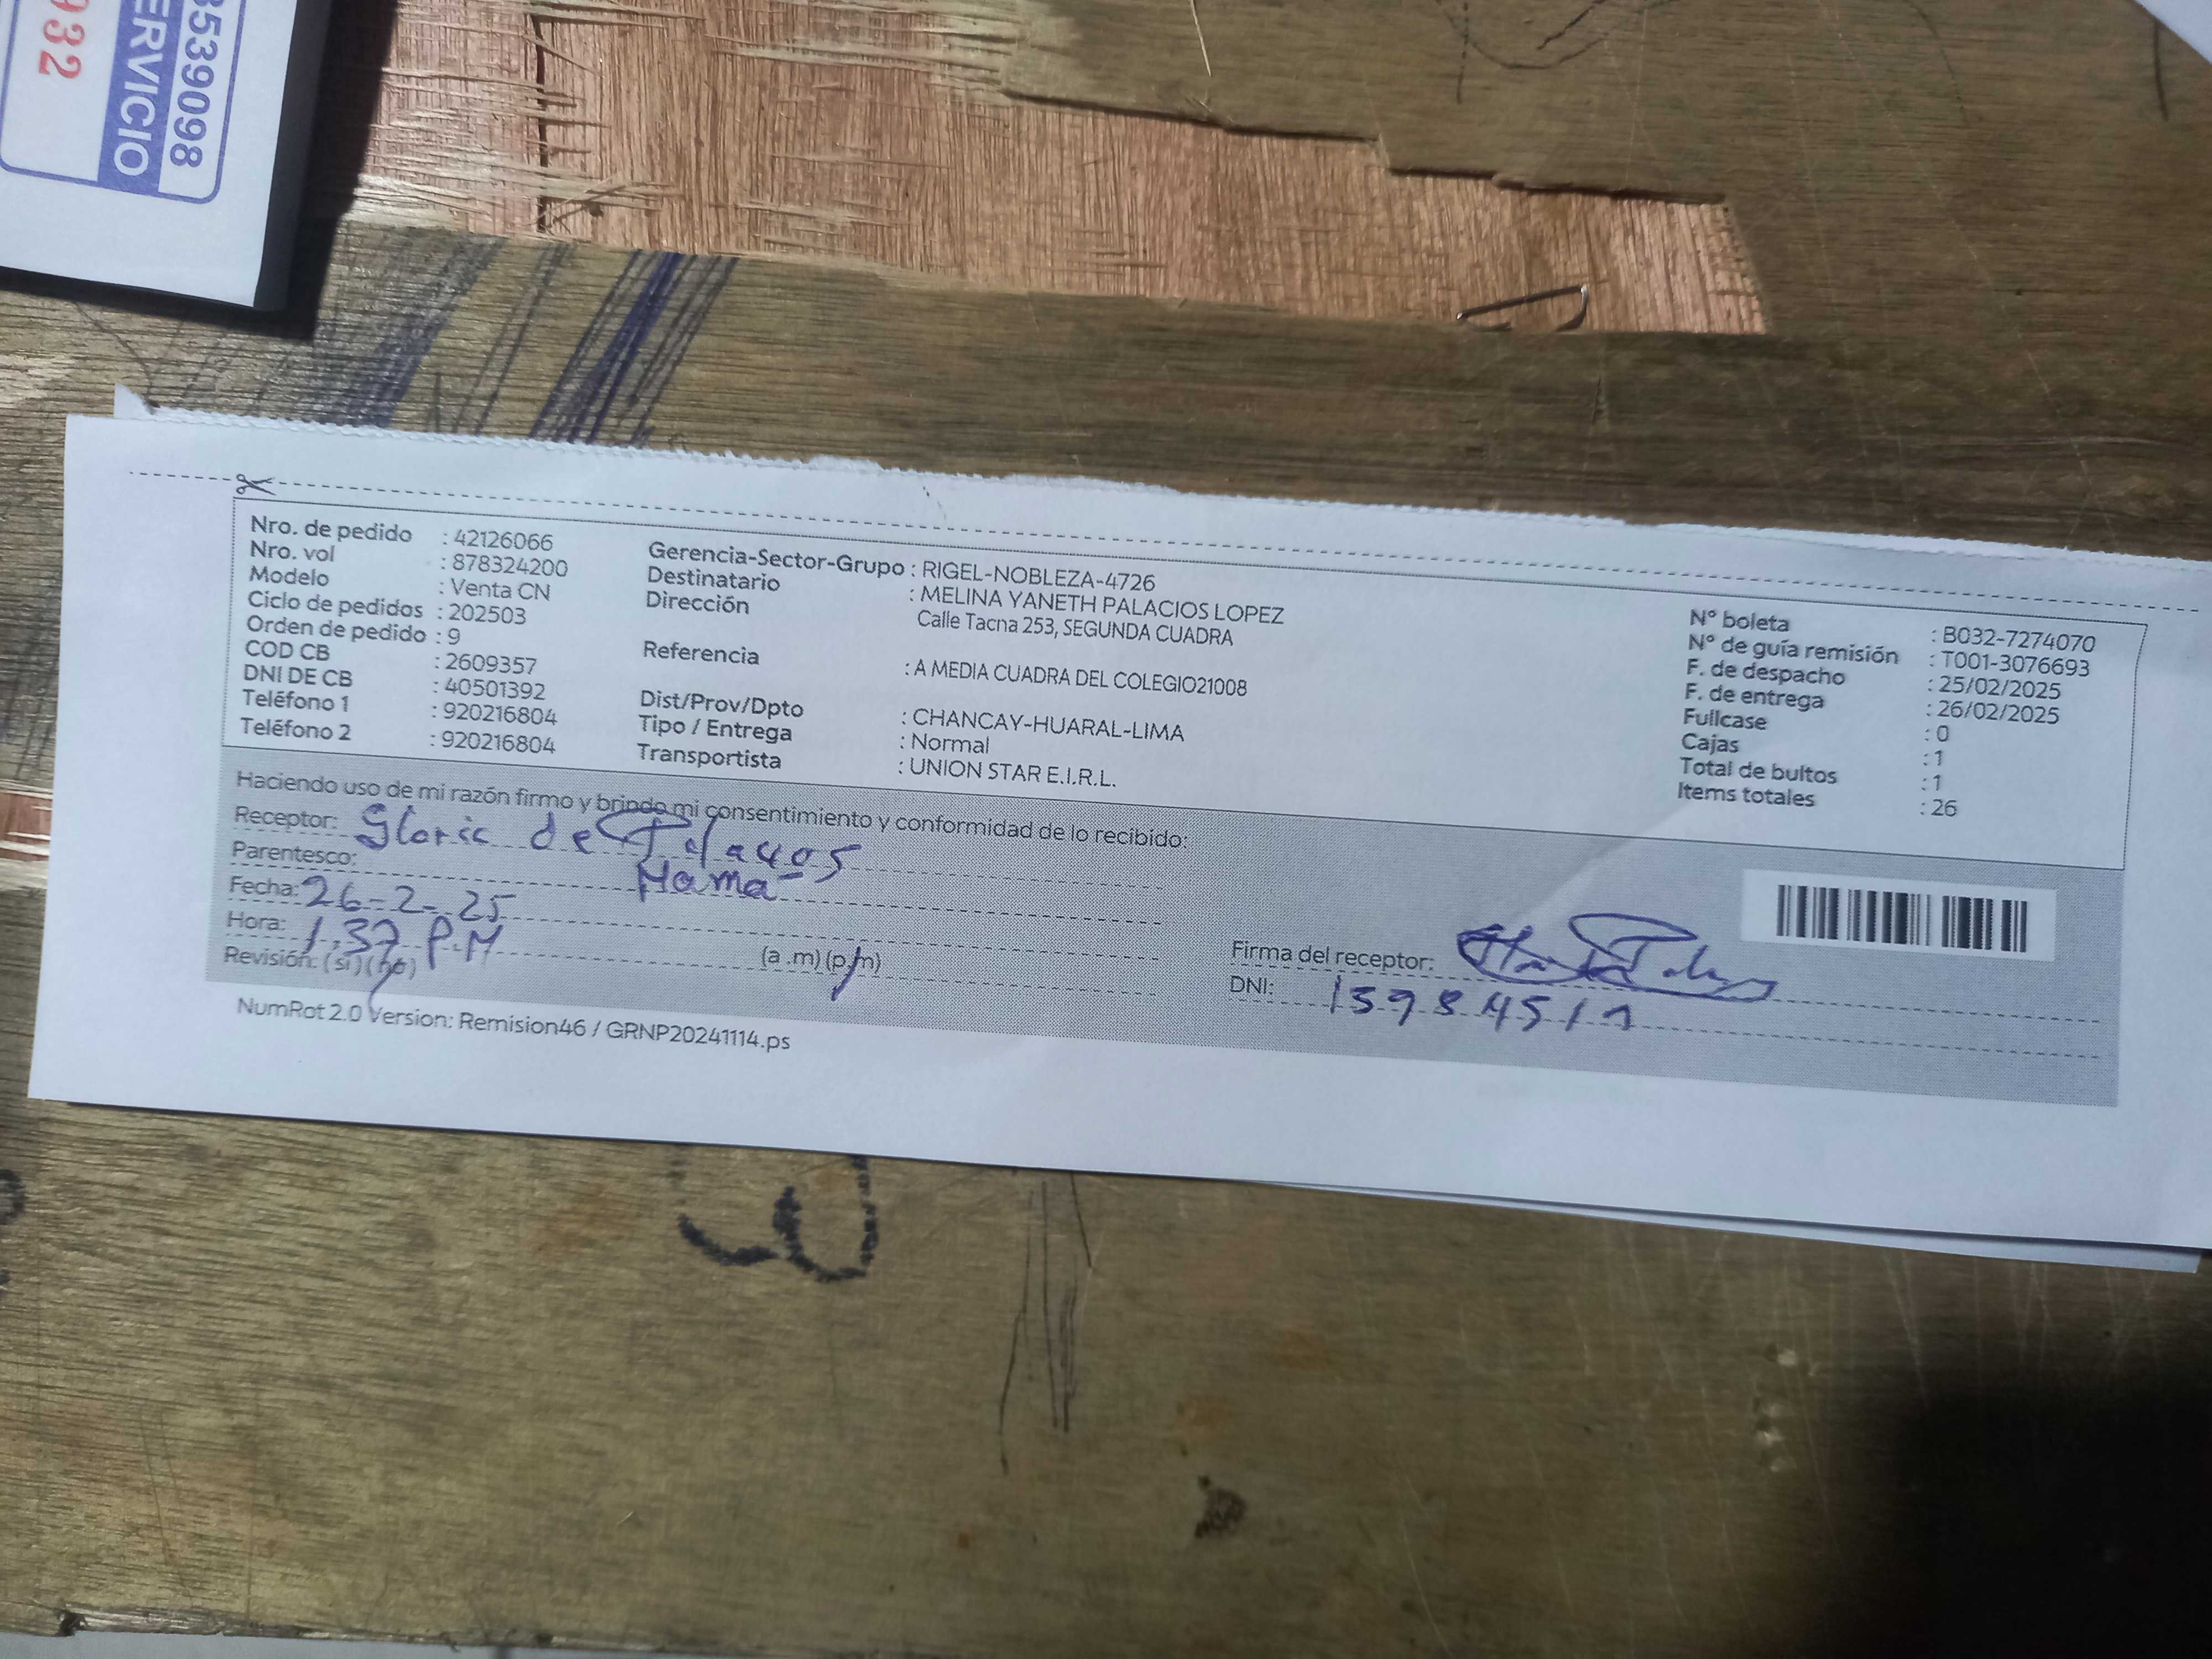 85390098
ERVICIO
932
Nro. de pedido : 42126066
Nro. vol : 878324200
Modelo : Venta CN
Ciclo de pedidos : 202503
Orden de pedido : 9
COD CB : 2609357
DNI DE CB : 40501392
Teléfono 1 : 920216804
Teléfono 2 : 920216804
Gerencia-Sector-Grupo : RIGEL-NOBLEZA-4726
Destinatario : MELINA YANETH PALACIOS LOPEZ
Dirección Calle Tacna 253, SEGUNDA CUADRA
Referencia : A MEDIA CUADRA DEL COLEGIO21008
Dist/Prov/Dpto : CHANCAY-HUARAL-LIMA
Tipo / Entrega : Normal
Transportista : UNION STAR E.I.R.L.
N° boleta : B032-7274070
N° de guía remisión : T001-3076693
F. de despacho : 25/02/2025
F. de entrega : 26/02/2025
Fullcase : 0
Cajas : 1
Total de bultos : 1
Items totales : 26
Haciendo uso de mi razón firmo y brindo mi consentimiento y conformidad de lo recibido:
Receptor: Gloria de Palacios
Parentesco: Mama
Fecha: 26-2-25
Hora: 1.37 P.M (a .m) (p.m)
Revisión: (si) (no)
Firma del receptor:
DNI: 15984511
NumRot 2.0 Version: Remision46 / GRNP20241114.ps